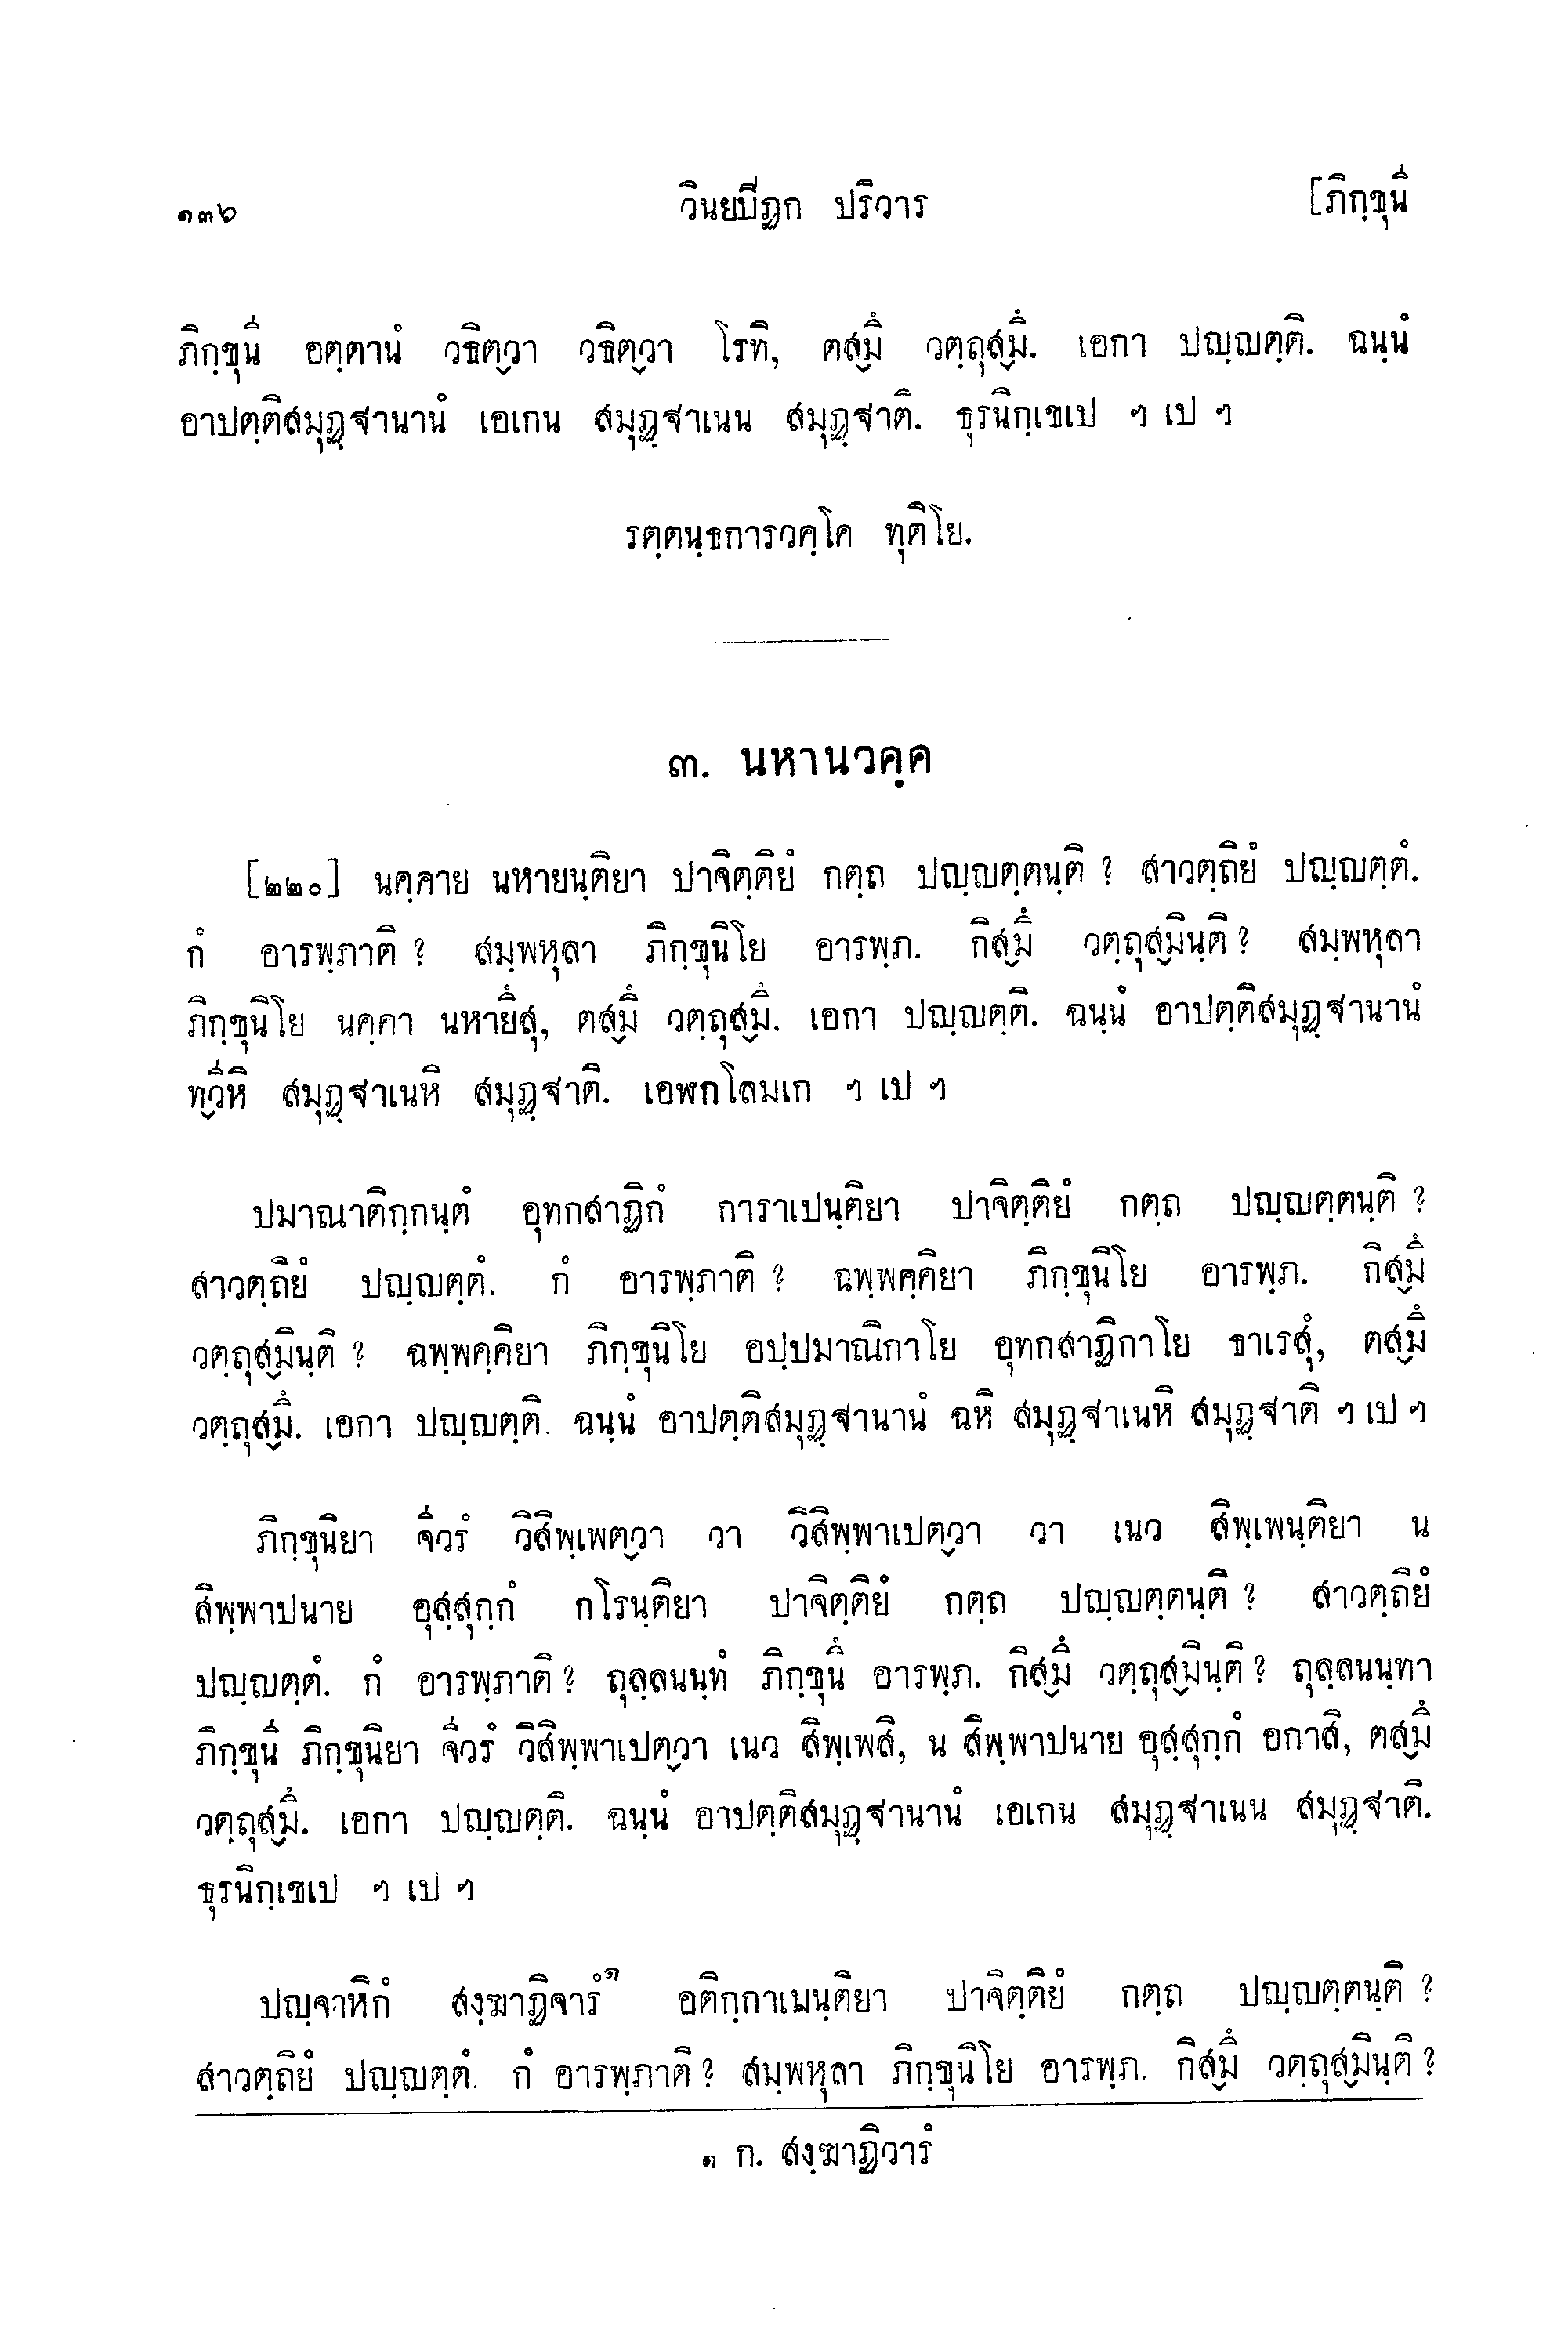 ๑๓๖ วินยปิฏก ปริวาร [ภิกฺขุนี
ภิกฺขุนี อตฺตานํ วธิตฺวา วธิตฺวา โรทิ, ตสฺมึ วตฺถุสฺมึ. เอกา ปญฺญตฺติ. ฉนฺนํ
อาปตฺติสมุฏฺฐานานํ เอเกน สมุฏฺฐาเนน สมุฏฺฐาติ. ธุรนิกฺเขเป ฯ เป ฯ
รตฺตนฺธการวคฺโค ทุติโย.
๓. นหานวคฺค
[๒๒๐] นคฺคาย นหายนฺติยา ปาจิตฺติยํ กตฺถ ปญฺญตฺตนฺติ ? สาวตฺถิยํ ปญฺญตฺตํ.
กํ อารพฺภาติ ? สมฺพหุลา ภิกฺขุนิโย อารพฺภ. กิสฺมึ วตฺถุสฺมินฺติ ? สมฺพหุลา
ภิกฺขุนิโย นคฺคา นหายึสุ, ตสฺมึ วตฺถุสฺมึ. เอกา ปญฺญตฺติ. ฉนฺนํ อาปตฺติสมุฏฺฐานานํ
ทฺวีหิ สมุฏฺฐาเนหิ สมุฏฺฐาติ. เอฬกโลมเก ฯ เป ฯ
ปมาณาติกฺกนฺตํ อุทกสาฏิกํ การาเปนฺติยา ปาจิตฺติยํ กตฺถ ปญฺญตฺตนฺติ ?
สาวตฺถิยํ ปญฺญตฺตํ. กํ อารพฺภาติ ? ฉพฺพคฺคิยา ภิกฺขุนิโย อารพฺภ. กิสฺมึ
วตฺถุสฺมินฺติ ? ฉพฺพคฺคิยา ภิกฺขุนิโย อปฺปมาณิกาโย อุทกสาฏิกาโย ธาเรสุํ, ตสฺมึ
วตฺถุสฺมึ. เอกา ปญฺญตฺติ. ฉนฺนํ อาปตฺติสมุฏฺฐานานํ ฉหิ สมุฏฺฐาเนหิ สมุฏฺฐาติ ฯ เป ฯ
ภิกฺขุนิยา จีวรํ วิสิพฺเพตฺวา วา วิสิพฺพาเปตฺวา วา เนว สิพฺเพนฺติยา น
สิพฺพาปนาย อุสฺสุกฺกํ กโรนฺติยา ปาจิตฺติยํ กตฺถ ปญฺญตฺตนฺติ ? สาวตฺถิยํ
ปญฺญตฺตํ. กํ อารพฺภาติ ? ถุลฺลนนฺทํ ภิกฺขุนึ อารพฺภ. กิสฺมึ วตฺถุสฺมินฺติ ? ถุลฺลนนฺทา
ภิกฺขุนี ภิกฺขุนิยา จีวรํ วิสิพฺพาเปตฺวา เนว สิพฺเพสิ, น สิพฺพาปนาย อุสฺสุกฺกํ อกาสิ, ตสฺมึ
วตฺถุสฺมึ. เอกา ปญฺญตฺติ. ฉนฺนํ อาปตฺติสมุฏฺฐานานํ เอเกน สมุฏฺฐาเนน สมุฏฺฐาติ.
ธุรนิกฺเขเป ฯ เป ฯ
ปญฺจาหิกํ สงฺฆาฏิจารํ ๑ อติกฺกาเมนฺติยา ปาจิตฺติยํ กตฺถ ปญฺญตฺตนฺติ ?
สาวตฺถิยํ ปญฺญตฺตํ. กํ อารพฺภาติ ? สมฺพหุลา ภิกฺขุนิโย อารพฺภ. กิสฺมึ วตฺถุสฺมินฺติ ?
๑ ก. สงฺฆาฏิวารํ